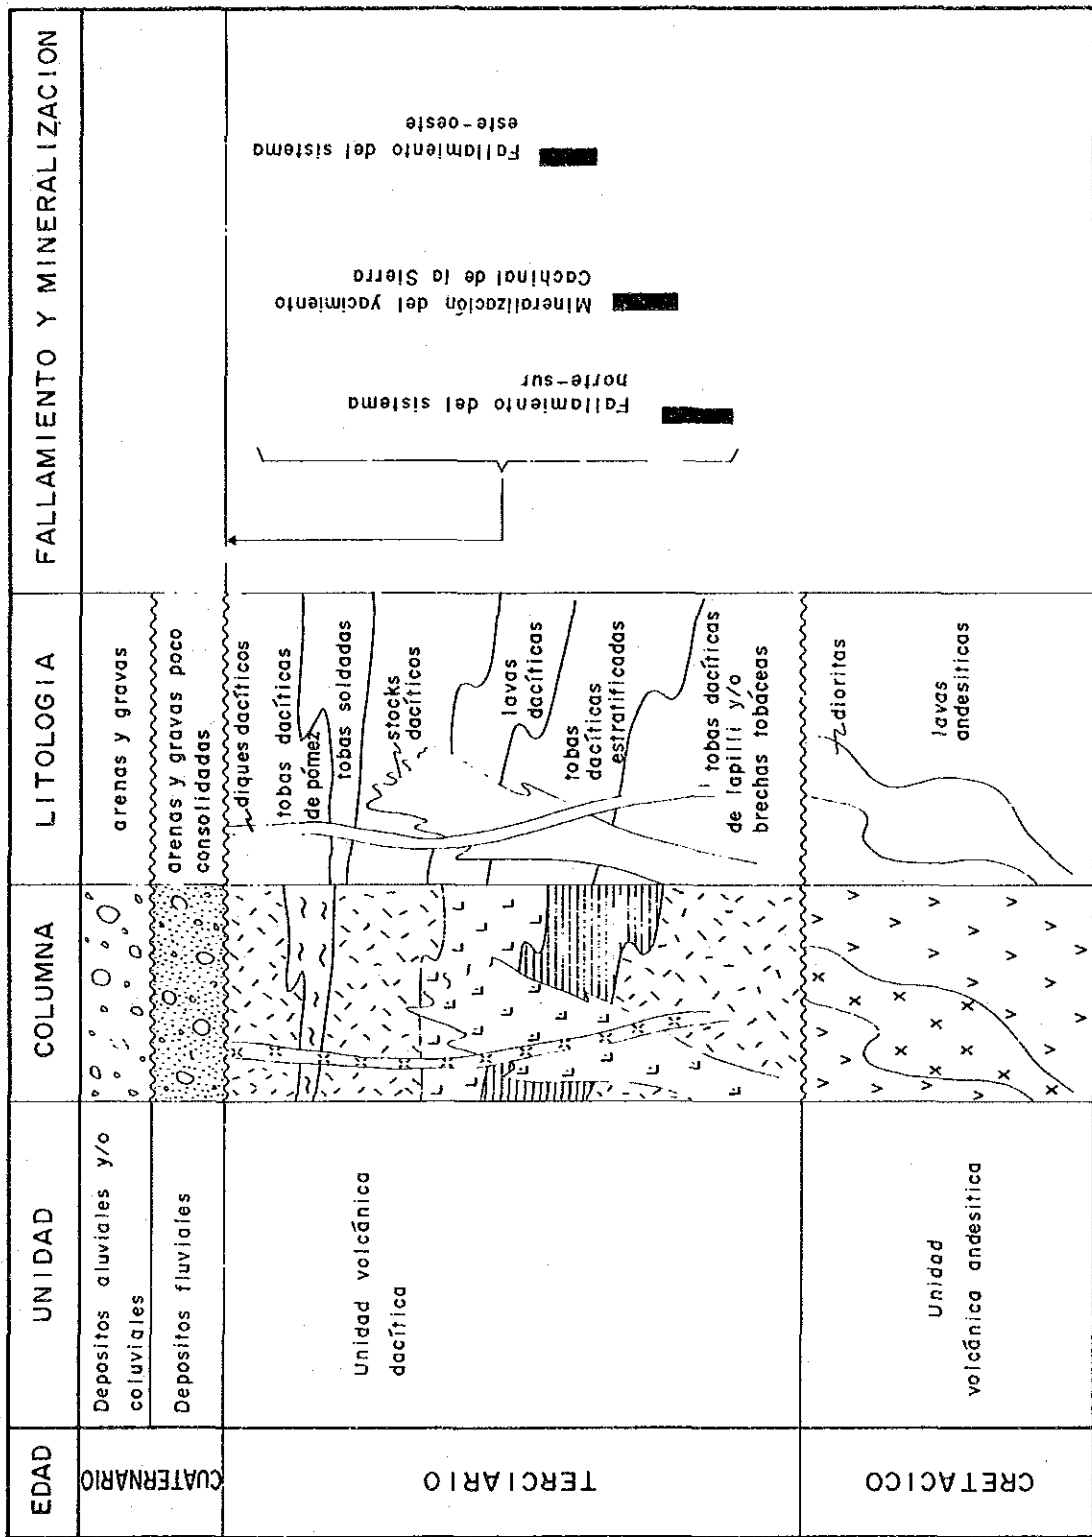 EDAD
UNIDAD
COLUMNA
LITOLOGIA
FALLAMIENTO Y MINERALIZACION
CUATERNARIO
Depositos aluviales y/o
coluviales
arenas y gravas
Depositos fluviales
arenas y gravas poco
consolidadas
TERCIARIO
Unidad volcánica
dacítica
diques dacíticos
tobas dacíticas
de pómez
tobas soldadas
stocks
dacíticos
lavas
dacíticas
tobas
dacíticas
estratificadas
tobas dacíticas
de lapilli y/o
brechas tobáceas
Fallamiento del sistema
este-oeste
Mineralización del yacimiento
Cachinal de la Sierra
Fallamiento del sistema
norte-sur
CRETACICO
Unidad
volcánica andesitica
dioritas
lavas
andesiticas